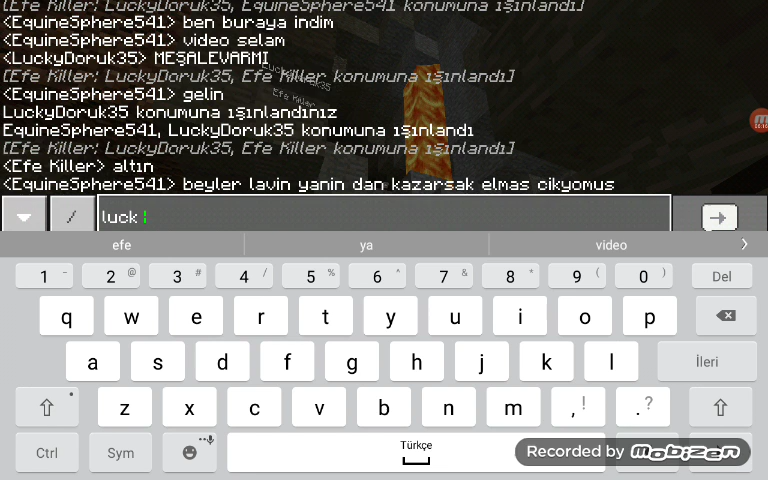 [Efe Killer: LuckyDoruk35, EquineSphere541 konumuna ışınlandı]
<EquineSphere541> ben buraya indim
<EquineSphere541> video selam
<LuckyDoruk35> MEŞALEVARMI
[Efe Killer: LuckyDoruk35, Efe Killer konumuna ışınlandı]
<EquineSphere541> gelin
LuckyDoruk35 konumuna ışınlandınız
EquineSphere541, LuckyDoruk35 konumuna ışınlandı
[Efe Killer: LuckyDoruk35, Efe Killer konumuna ışınlandı]
<Efe Killer> altın
<EquineSphere541> beyler lavin yanin dan kazarsak elmas cikyomus
Efe Killer
/ luck
efe ya video >
1 - 2 @ 3 # 4 / 5 % 6 ^ 7 & 8 * 9 ( 0 ) Del
q w e r t y u i o p
a s d f g h j k l İleri
z x c v b n m , ! . ?
Ctrl Sym Türkçe
Recorded by mobizen